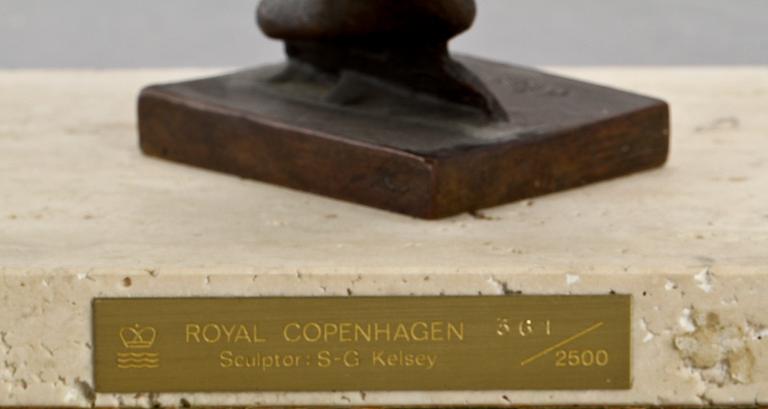 ROYAL COPENHAGEN 361/2500
Sculptor: S-G Kelsey